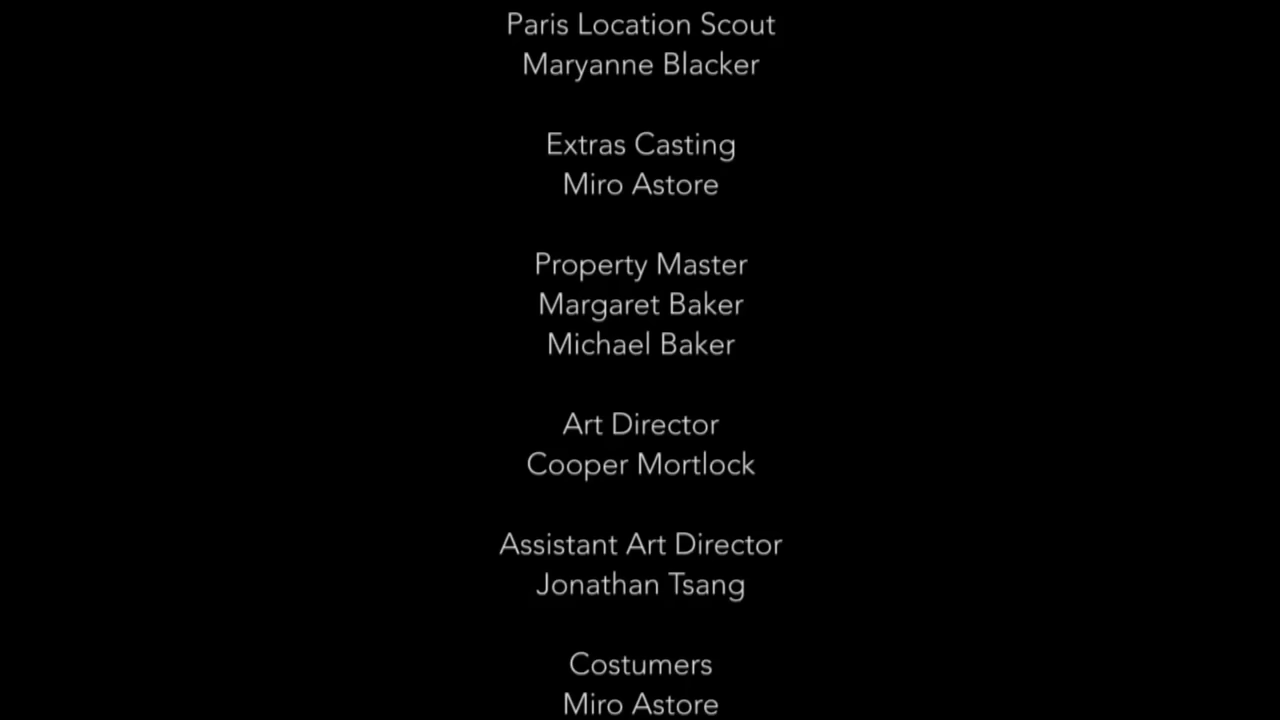 Paris Location Scout
Maryanne Blacker
Extras Casting
Miro Astore
Property Master
Margaret Baker
Michael Baker
Art Director
Cooper Mortlock
Assistant Art Director
Jonathan Tsang
Costumers
Miro Astore